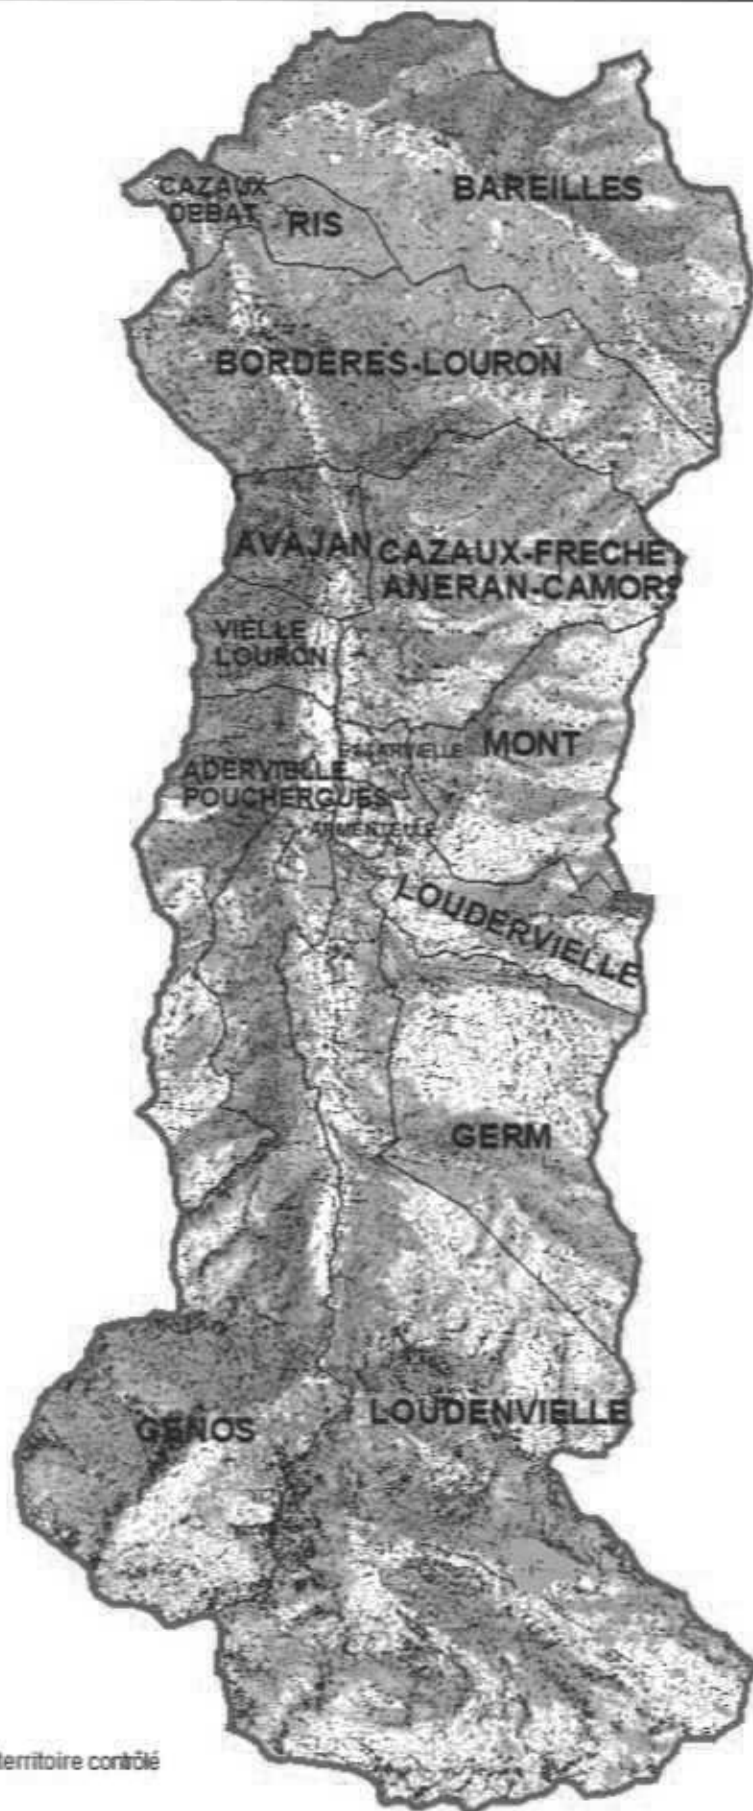 BAREILLES
CAZAUX
DEBAT
RIS
BORDERES-LOURON
AVAJAN
CAZAUX-FRECHET
ANERAN-CAMORS
VIELLE
LOURON
MONT
ADERVIELLE
POUCHERGUES
LOUDERVIELLE
GERM
GENOS
LOUDENVIELLE
territoire contrôlé